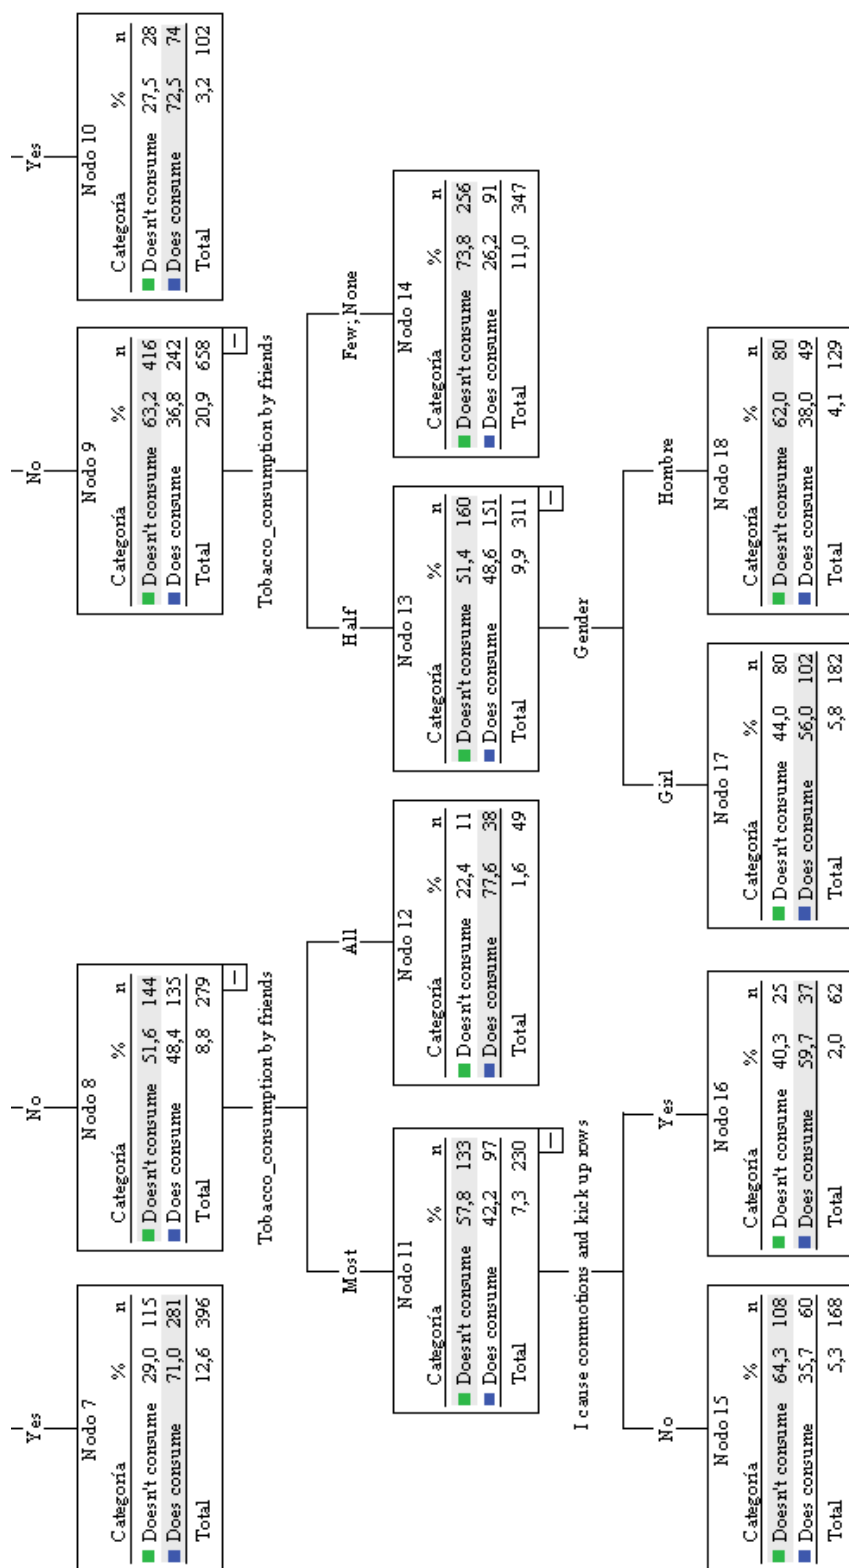 Yes
No
No
Yes
Nodo 7
Categoría % n
Doesn't consume 29,0 115
Does consume 71,0 281
Total 12,6 396
Nodo 8
Categoría % n
Doesn't consume 51,6 144
Does consume 48,4 135
Total 8,8 279
Nodo 9
Categoría % n
Doesn't consume 63,2 416
Does consume 36,8 242
Total 20,9 658
Nodo 10
Categoría % n
Doesn't consume 27,5 28
Does consume 72,5 74
Total 3,2 102
Tobacco_consumption by friends
Tobacco_consumption by friends
Most
All
Half
Few; None
Nodo 11
Categoría % n
Doesn't consume 57,8 133
Does consume 42,2 97
Total 7,3 230
Nodo 12
Categoría % n
Doesn't consume 22,4 11
Does consume 77,6 38
Total 1,6 49
Nodo 13
Categoría % n
Doesn't consume 51,4 160
Does consume 48,6 151
Total 9,9 311
Nodo 14
Categoría % n
Doesn't consume 73,8 256
Does consume 26,2 91
Total 11,0 347
I cause commotions and kick up rows
Gender
No
Yes
Girl
Hombre
Nodo 15
Categoría % n
Doesn't consume 64,3 108
Does consume 35,7 60
Total 5,3 168
Nodo 16
Categoría % n
Doesn't consume 40,3 25
Does consume 59,7 37
Total 2,0 62
Nodo 17
Categoría % n
Doesn't consume 44,0 80
Does consume 56,0 102
Total 5,8 182
Nodo 18
Categoría % n
Doesn't consume 62,0 80
Does consume 38,0 49
Total 4,1 129